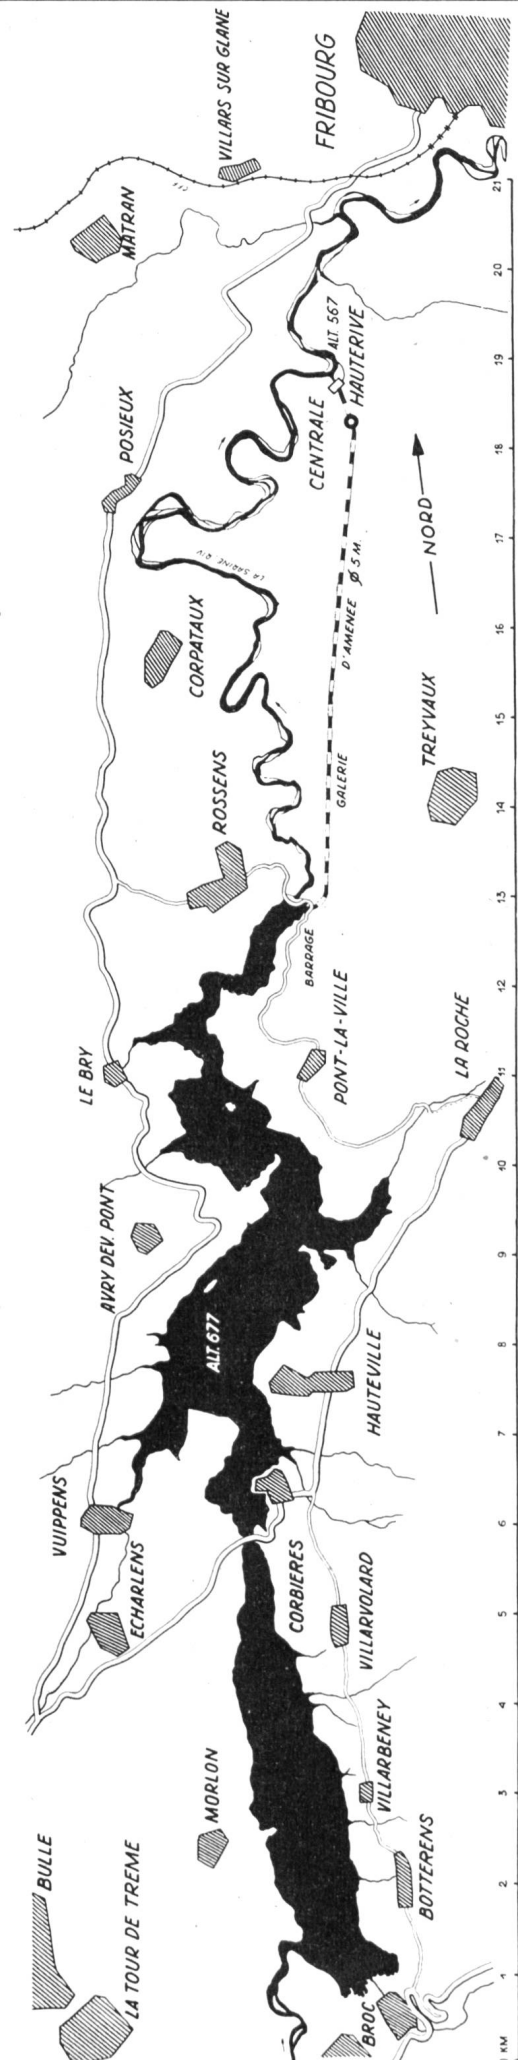 FRIBOURG
VILLARS SUR GLANE
MATRAN
POSIEUX
ALT. 567
HAUTERIVE
CENTRALE
NORD
LA SARINE RIV
CORPATAUX
D'AMENEE Ø 5 M.
GALERIE
TREYVAUX
ROSSENS
BARRAGE
PONT-LA-VILLE
LA ROCHE
LE BRY
AVRY DEV. PONT
ALT. 677
HAUTEVILLE
VUIPPENS
ECHARLENS
CORBIERES
VILLARVOLARD
VILLARBENEY
MORLON
BOTTERENS
BULLE
LA TOUR DE TREME
BROC
KM
1
2
3
4
5
6
7
8
9
10
11
12
13
14
15
16
17
18
19
20
21